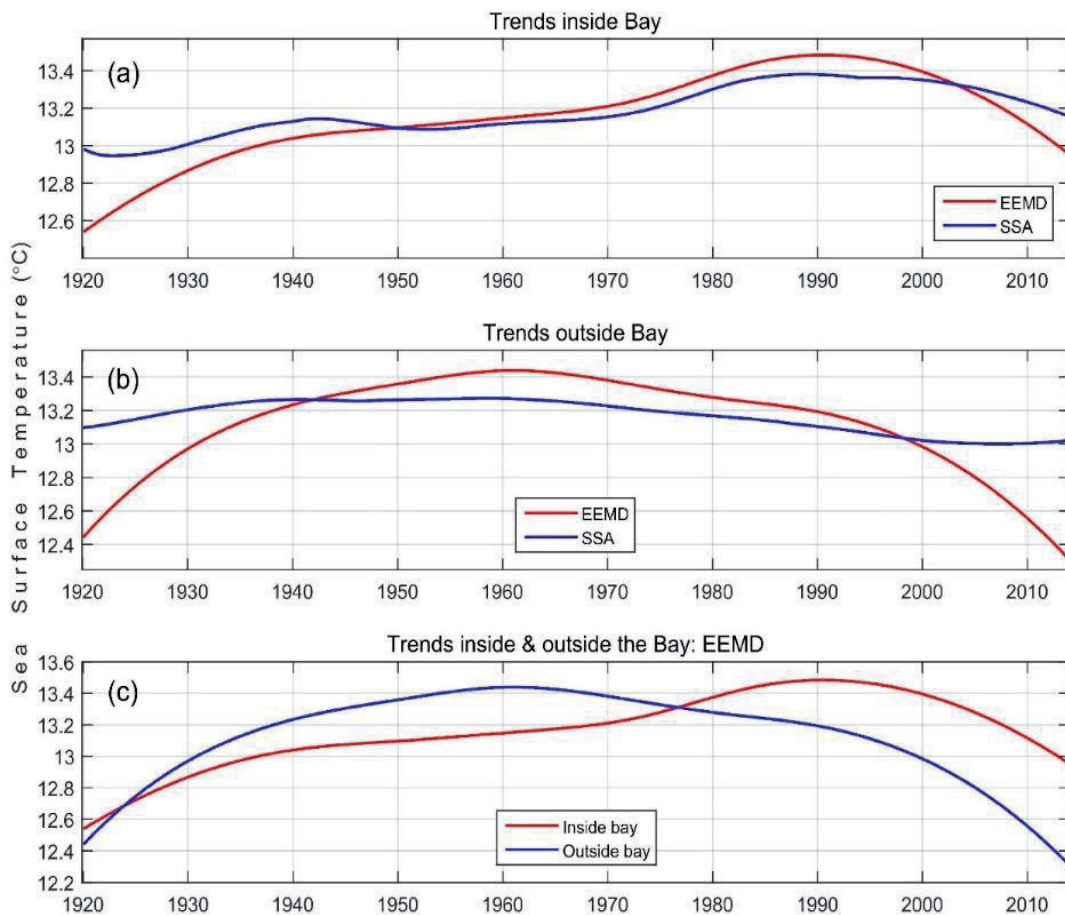 Trends inside Bay
(a)
13.4
13.2
13
12.8
12.6
EEMD
SSA
1920 1930 1940 1950 1960 1970 1980 1990 2000 2010
Trends outside Bay
(b)
13.4
13.2
13
12.8
12.6
12.4
EEMD
SSA
1920 1930 1940 1950 1960 1970 1980 1990 2000 2010
Sea Surface Temperature (°C)
Trends inside & outside the Bay: EEMD
(c)
13.6
13.4
13.2
13
12.8
12.6
12.4
12.2
Inside bay
Outside bay
1920 1930 1940 1950 1960 1970 1980 1990 2000 2010